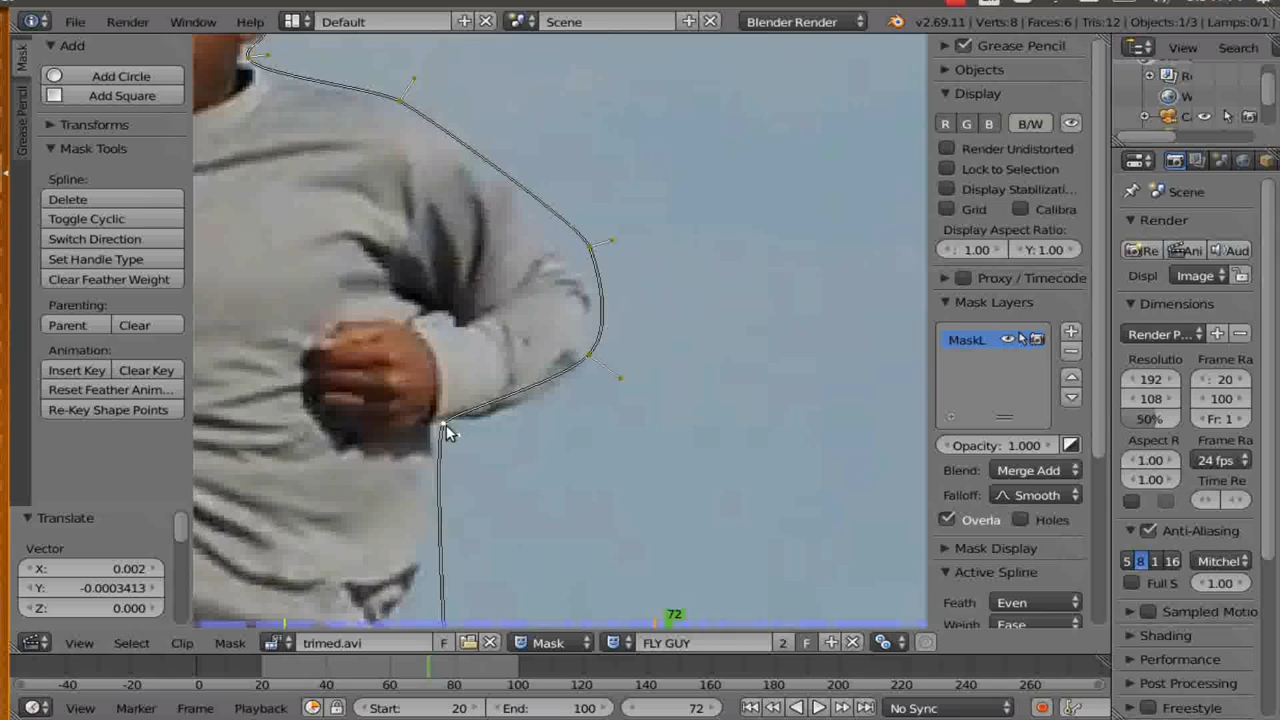 File Render Window Help Default Scene Blender Render v2.69.11 | Verts:8 | Faces:6 | Tris:12 | Objects:1/3 | Lamps:0/1
Mask
Grease Pencil
Add
Add Circle
Add Square
Transforms
Mask Tools
Spline:
Delete
Toggle Cyclic
Switch Direction
Set Handle Type
Clear Feather Weight
Parenting:
Parent Clear
Animation:
Insert Key Clear Key
Reset Feather Anim...
Re-Key Shape Points
Translate
Vector
X: 0.002
Y: -0.0003413
Z: 0.000
72
Grease Pencil
Objects
Display
R G B B/W
Render Undistorted
Lock to Selection
Display Stabilizati...
Grid Calibra
Display Aspect Ratio:
: 1.00 Y: 1.00
Proxy / Timecode
Mask Layers
MaskL
Opacity: 1.000
Blend: Merge Add
Falloff: Smooth
Overla Holes
Mask Display
Active Spline
Feath Even
Weigh Ease
View Search
Scene
Render
Re Ani Aud
Displ Image
Dimensions
Render P...
Resolutio Frame Ra
192 : 20
108 100
50% Fr: 1
Aspect R Frame Ra
1.00 24 fps
1.00 Time Re
Anti-Aliasing
5 8 1 16 Mitchel
Full S 1.00
Sampled Motio
Shading
Performance
Post Processing
Freestyle
View Select Clip Mask trimed.avi F Mask FLY GUY 2 F
-40 -20 0 20 40 60 80 100 120 140 160 180 200 220 240 260
View Marker Frame Playback Start: 20 End: 100 72 No Sync